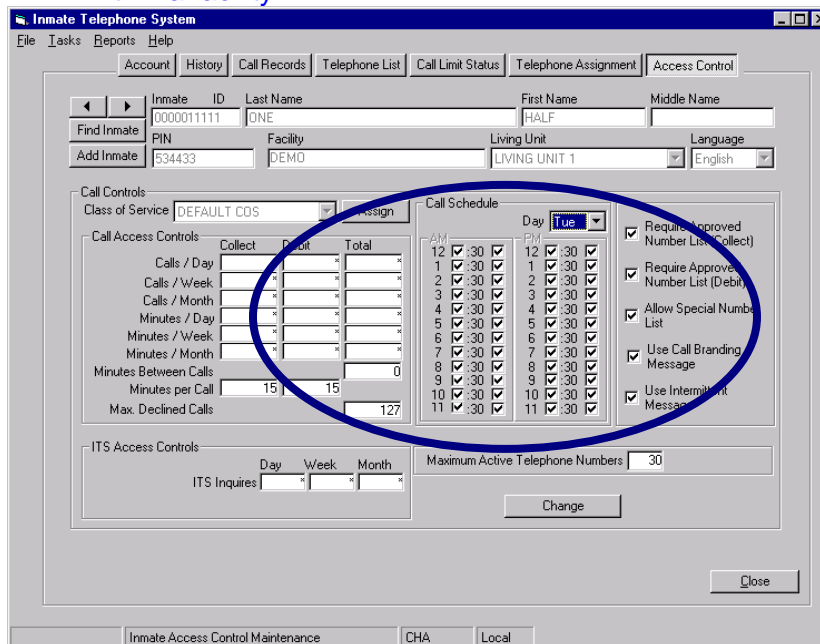 Inmate Telephone System
File Tasks Reports Help
Account History Call Records Telephone List Call Limit Status Telephone Assignment Access Control
Inmate ID Last Name First Name Middle Name
0000011111 ONE HALF
Find Inmate
PIN Facility Living Unit Language
Add Inmate 534433 DEMO LIVING UNIT 1 English
Call Controls
Class of Service DEFAULT COS Assign
Call Access Controls
Collect Debit Total
Calls / Day * * *
Calls / Week * * *
Calls / Month * * *
Minutes / Day * * *
Minutes / Week * * *
Minutes / Month * * *
Minutes Between Calls 0
Minutes per Call 15 15
Max. Declined Calls 127
Call Schedule
Day Tue
AM PM
12 :30 12 :30
1 :30 1 :30
2 :30 2 :30
3 :30 3 :30
4 :30 4 :30
5 :30 5 :30
6 :30 6 :30
7 :30 7 :30
8 :30 8 :30
9 :30 9 :30
10 :30 10 :30
11 :30 11 :30
Require Approved
Number List (Collect)
Require Approved
Number List (Debit)
Allow Special Number
List
Use Call Branding
Message
Use Intermittent
Message
ITS Access Controls
Day Week Month
ITS Inquires * * *
Maximum Active Telephone Numbers 30
Change
Close
Inmate Access Control Maintenance CHA Local